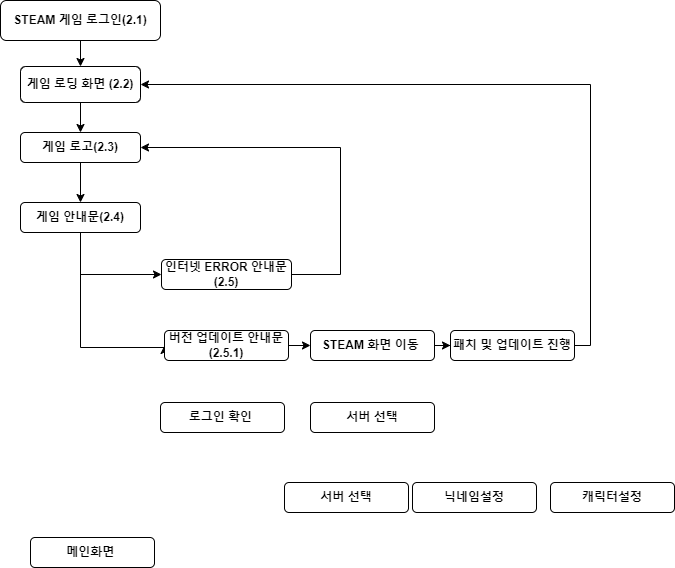 STEAM 게임 로그인(2.1)
게임 로딩 화면 (2.2)
게임 로고(2.3)
게임 안내문(2.4)
인터넷 ERROR 안내문
(2.5)
버전 업데이트 안내문
(2.5.1)
STEAM 화면 이동
패치 및 업데이트 진행
로그인 확인
서버 선택
서버 선택
닉네임설정
캐릭터설정
메인화면